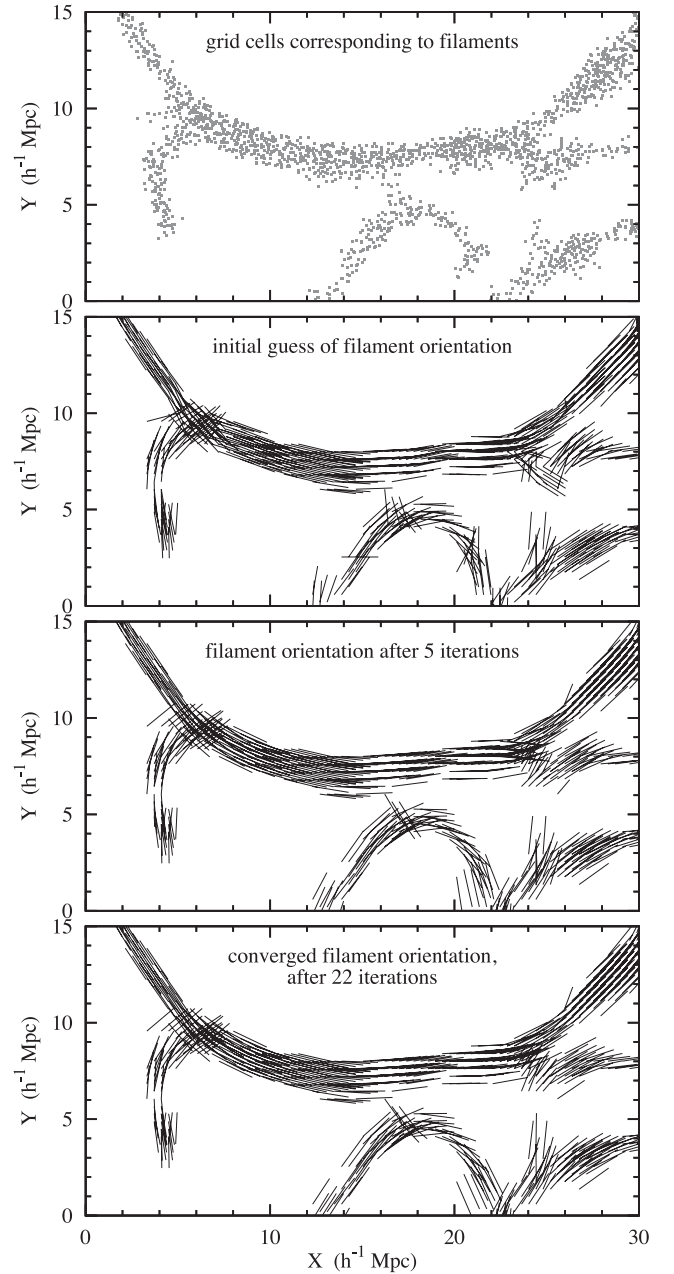 15
grid cells corresponding to filaments
10
Y (h⁻¹ Mpc)
5
0
15
initial guess of filament orientation
10
Y (h⁻¹ Mpc)
5
0
15
filament orientation after 5 iterations
10
Y (h⁻¹ Mpc)
5
0
15
converged filament orientation,
after 22 iterations
10
Y (h⁻¹ Mpc)
5
0
0 10 20 30
X (h⁻¹ Mpc)